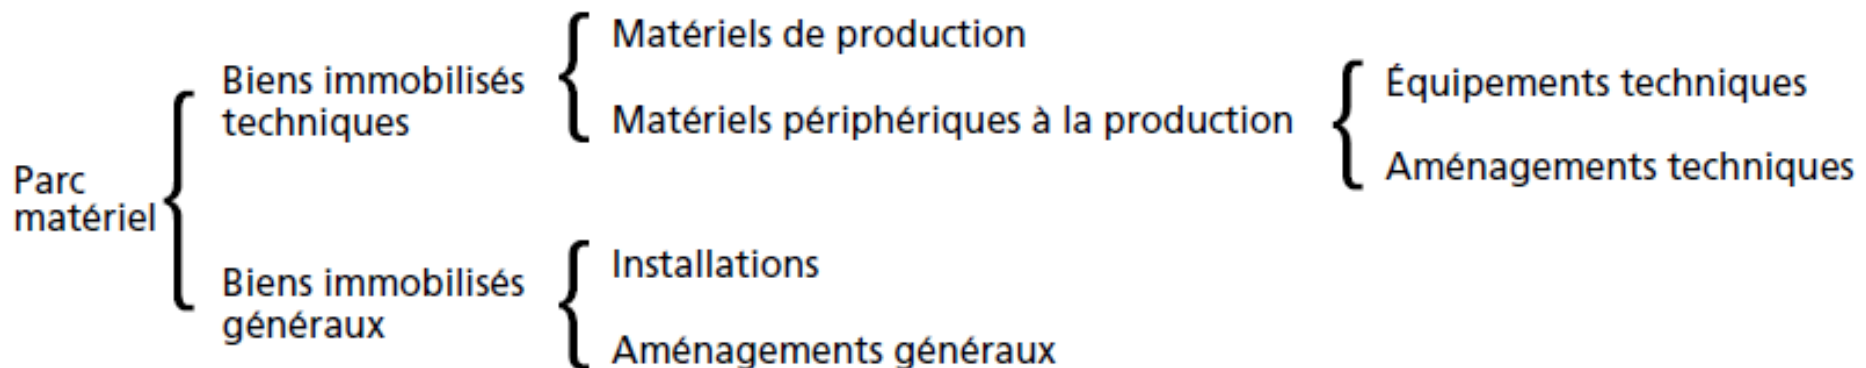 Parc
matériel
Biens immobilisés
techniques
Matériels de production
Matériels périphériques à la production
Équipements techniques
Aménagements techniques
Biens immobilisés
généraux
Installations
Aménagements généraux